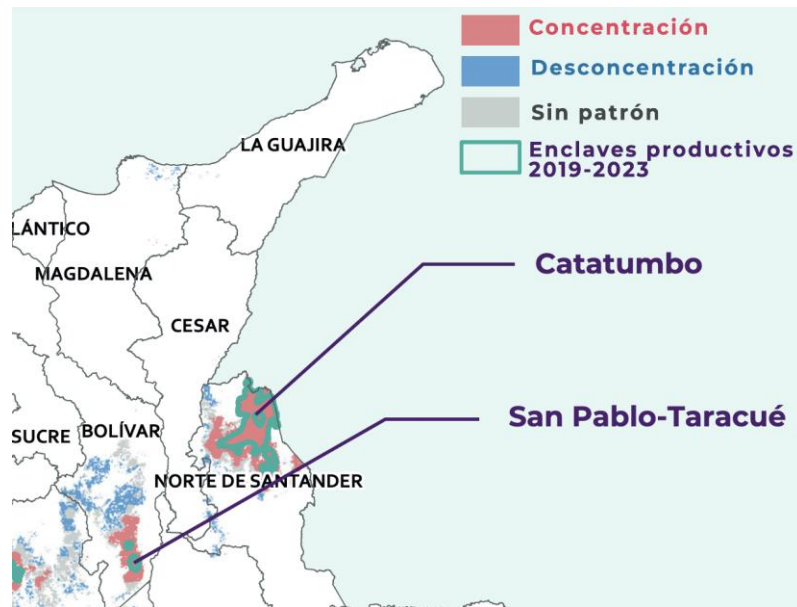 Concentración
Desconcentración
Sin patrón
Enclaves productivos
2019-2023
LA GUAJIRA
LÁNTICO
MAGDALENA
Catatumbo
CESAR
San Pablo-Taracué
SUCRE
BOLÍVAR
NORTE DE SANTANDER